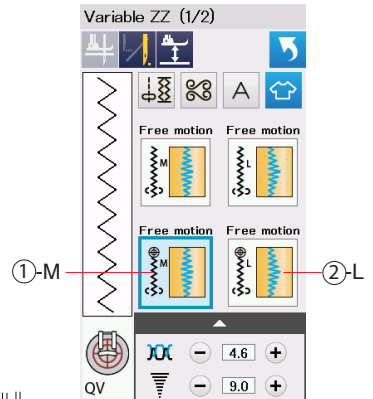 Variable ZZ (1/2)
A
Free motion Free motion
M L
Free motion Free motion
①-M M L ②-L
4.6
QV 9.0